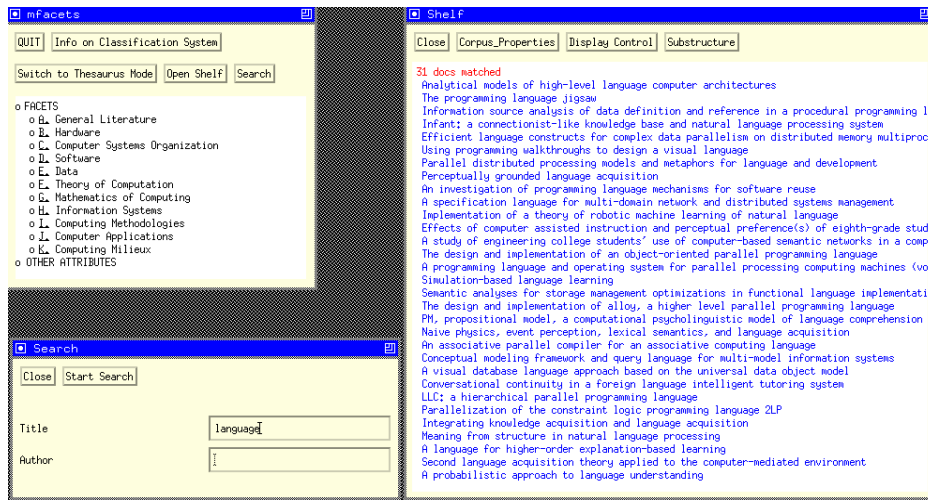 mfacets
QUIT Info on Classification System
Switch to Thesaurus Mode Open Shelf Search
o FACETS
o A. General Literature
o B. Hardware
o C. Computer Systems Organization
o D. Software
o E. Data
o F. Theory of Computation
o G. Mathematics of Computing
o H. Information Systems
o I. Computing Methodologies
o J. Computer Applications
o K. Computing Milieux
o OTHER ATTRIBUTES
Search
Close Start Search
Title language
Author
Shelf
Close Corpus_Properties Display Control Substructure
31 docs matched
Analytical models of high-level language computer architectures
The programming language jigsaw
Information source analysis of data definition and reference in a procedural programming l
Infant: a connectionist-like knowledge base and natural language processing system
Efficient language constructs for complex data parallelism on distributed memory multiproc
Using programming walkthroughs to design a visual language
Parallel distributed processing models and metaphors for language and development
Perceptually grounded language acquisition
An investigation of programming language mechanisms for software reuse
A specification language for multi-domain network and distributed systems management
Implementation of a theory of robotic machine learning of natural language
Effects of computer assisted instruction and perceptual preference(s) of eighth-grade stud
A study of engineering college students' use of computer-based semantic networks in a comp
The design and implementation of an object-oriented parallel programming language
A programming language and operating system for parallel processing computing machines (vo
Simulation-based language learning
Semantic analyses for storage management optimizations in functional language implementati
The design and implementation of alloy, a higher level parallel programming language
PM, propositional model, a computational psycholinguistic model of language comprehension
Naive physics, event perception, lexical semantics, and language acquisition
An associative parallel compiler for an associative computing language
Conceptual modeling framework and query language for multi-model information systems
A visual database language approach based on the universal data object model
Conversational continuity in a foreign language intelligent tutoring system
LLC: a hierarchical parallel programming language
Parallelization of the constraint logic programming language 2LP
Integrating knowledge acquisition and language acquisition
Meaning from structure in natural language processing
A language for higher-order explanation-based learning
Second language acquisition theory applied to the computer-mediated environment
A probabilistic approach to language understanding